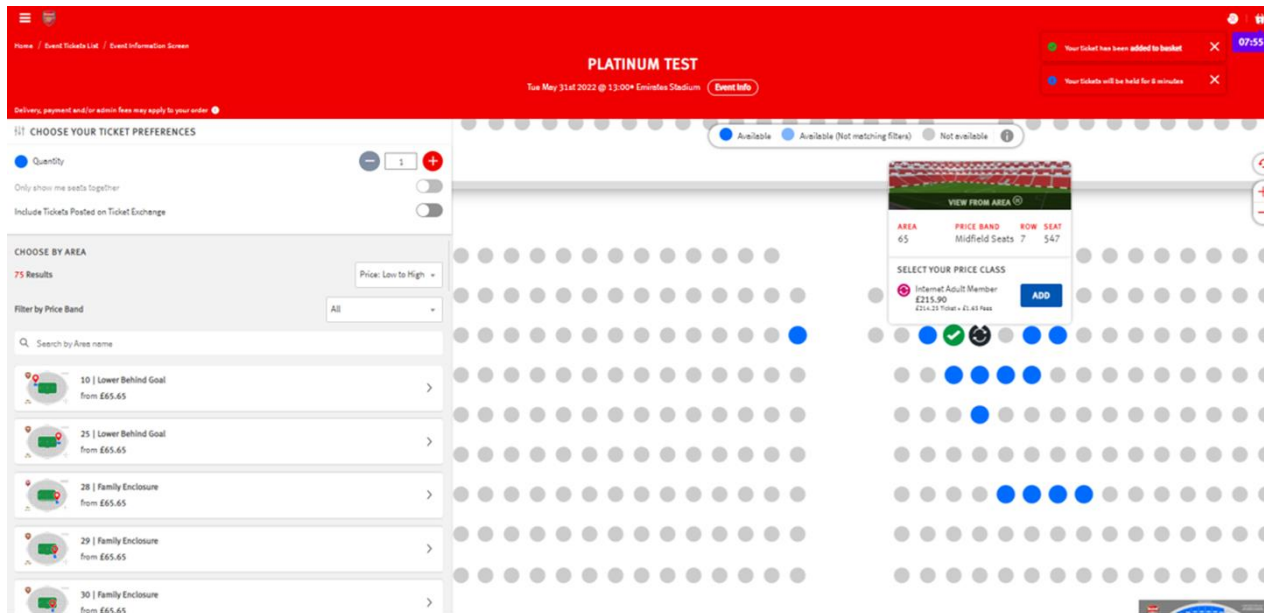 Home / Event Tickets List / Event Information Screen
PLATINUM TEST
Tue May 31st 2022 @ 13:00• Emirates Stadium
Event Info
Your ticket has been added to basket
07:55
Your tickets will be held for 8 minutes
Delivery, payment and/or admin fees may apply to your order
CHOOSE YOUR TICKET PREFERENCES
Quantity
1
Only show me seats together
Include Tickets Posted on Ticket Exchange
CHOOSE BY AREA
75 Results
Price: Low to High
Filter by Price Band
All
Search by Area name
10 | Lower Behind Goal
from £65.65
25 | Lower Behind Goal
from £65.65
28 | Family Enclosure
from £65.65
29 | Family Enclosure
from £65.65
30 | Family Enclosure
from £65.65
Available
Available (Not matching filters)
Not available
VIEW FROM AREA
AREA PRICE BAND ROW SEAT
65 Midfield Seats 7 547
SELECT YOUR PRICE CLASS
Internet Adult Member
£215.90
£214.25 Ticket + £1.65 Fees
ADD